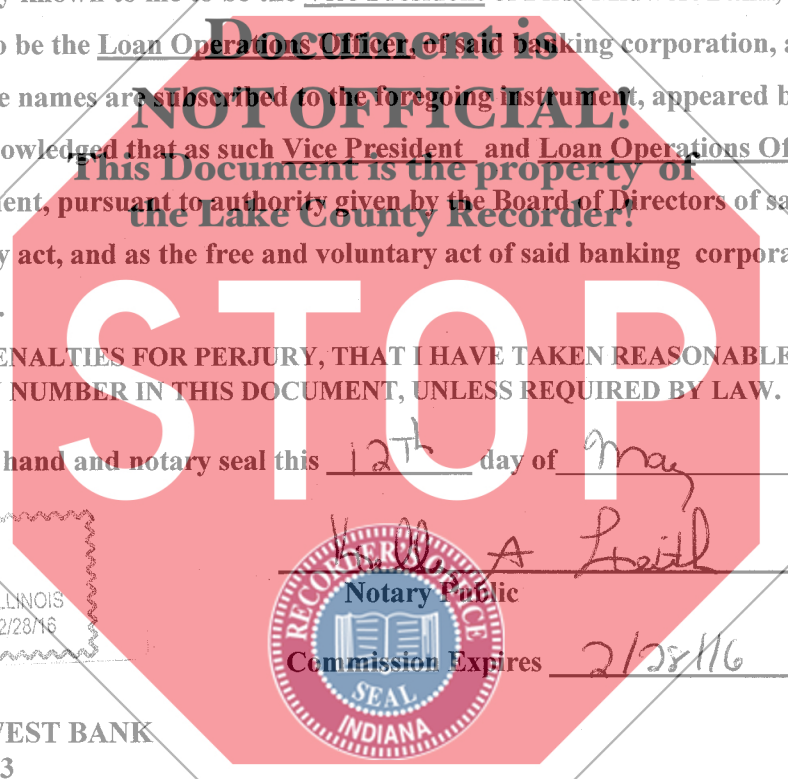 y known to me to be the Vice President of First Midwest Bank,
Document is
o be the Loan Operations Officer, of said banking corporation, a
NOT OFFICIAL!
e names are subscribed to the foregoing instrument, appeared b
This Document is the property of
owledged that as such Vice President and Loan Operations Of
the Lake County Recorder!
ent, pursuant to authority given by the Board of Directors of sa
y act, and as the free and voluntary act of said banking corpora
.
STOP
ENALTIES FOR PERJURY, THAT I HAVE TAKEN REASONABLE
NUMBER IN THIS DOCUMENT, UNLESS REQUIRED BY LAW.
hand and notary seal this 12Th day of May
A
Notary Public
RECORDER'S OFFICE
SEAL
INDIANA
LLINOIS
2/28/16
Commission Expires 2/28/16
VEST BANK
3